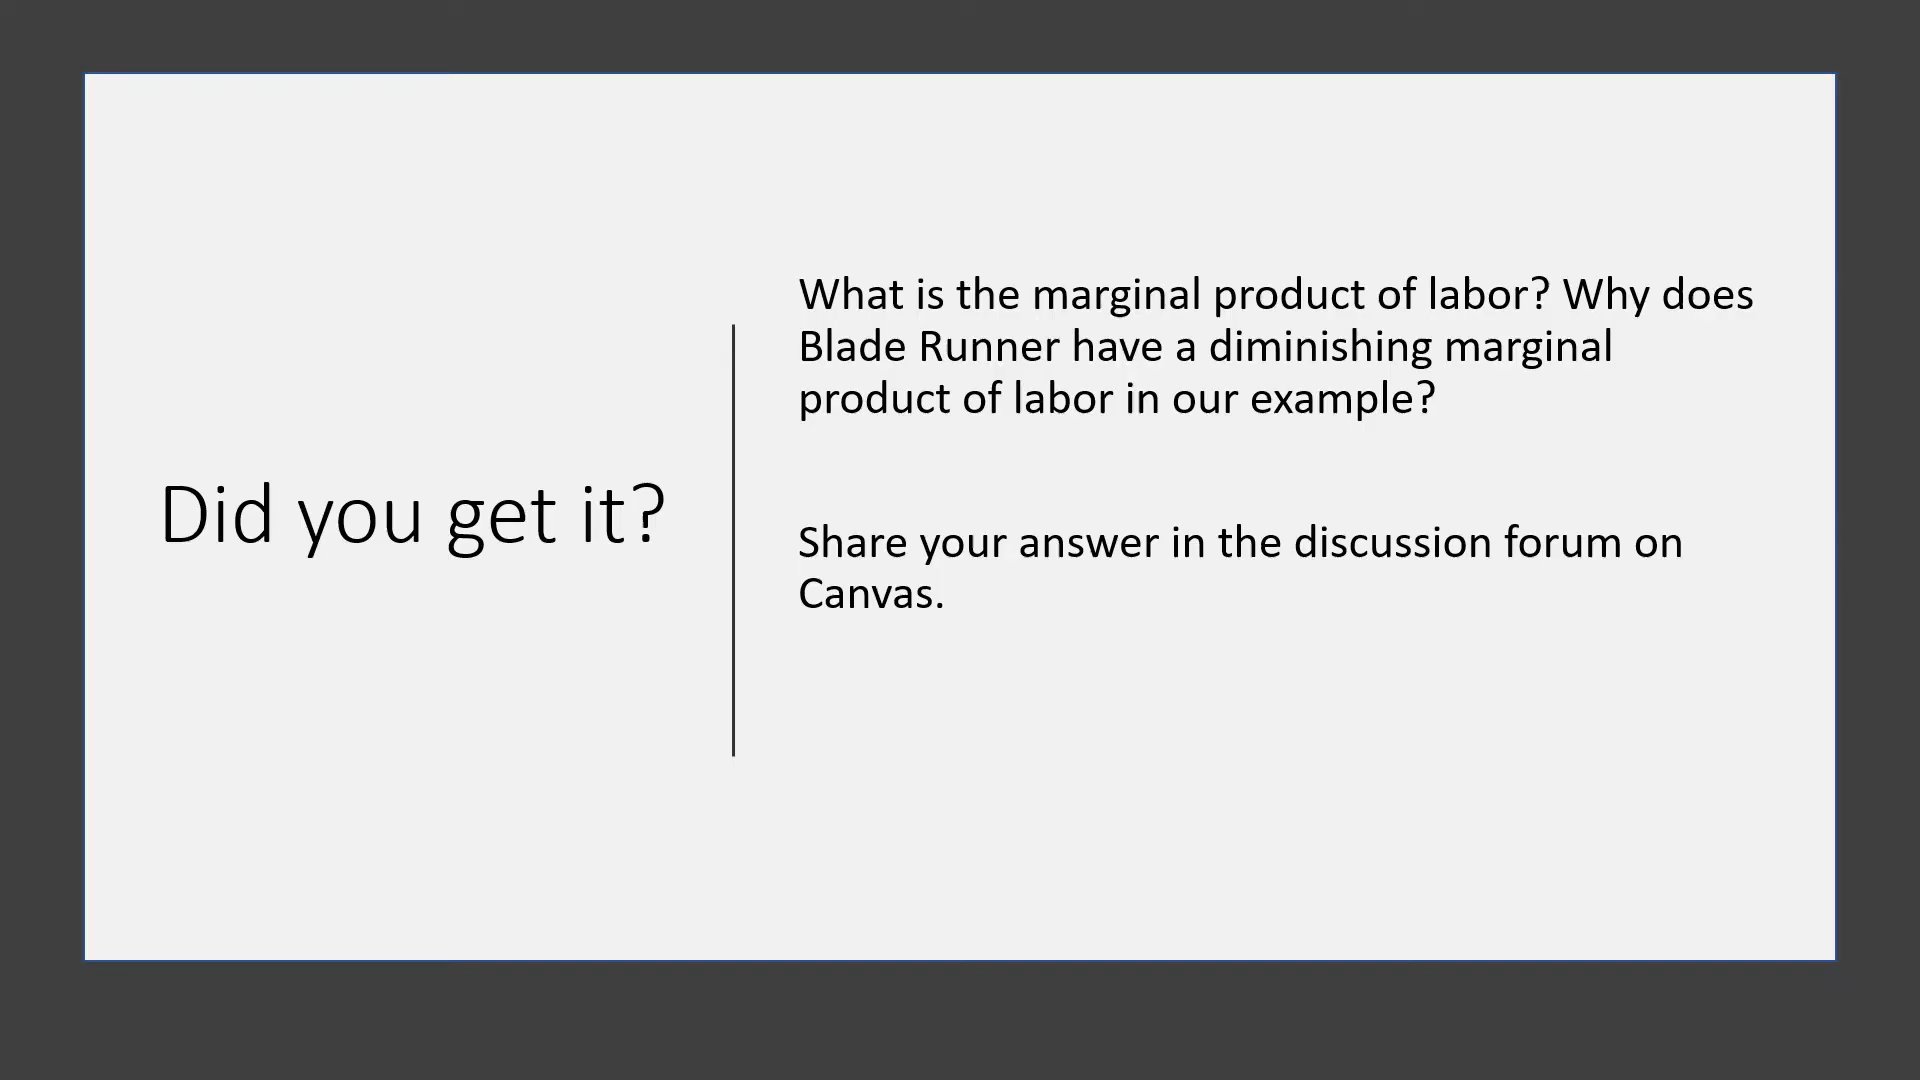 Did you get it?
What is the marginal product of labor? Why does
Blade Runner have a diminishing marginal
product of labor in our example?
Share your answer in the discussion forum on
Canvas.